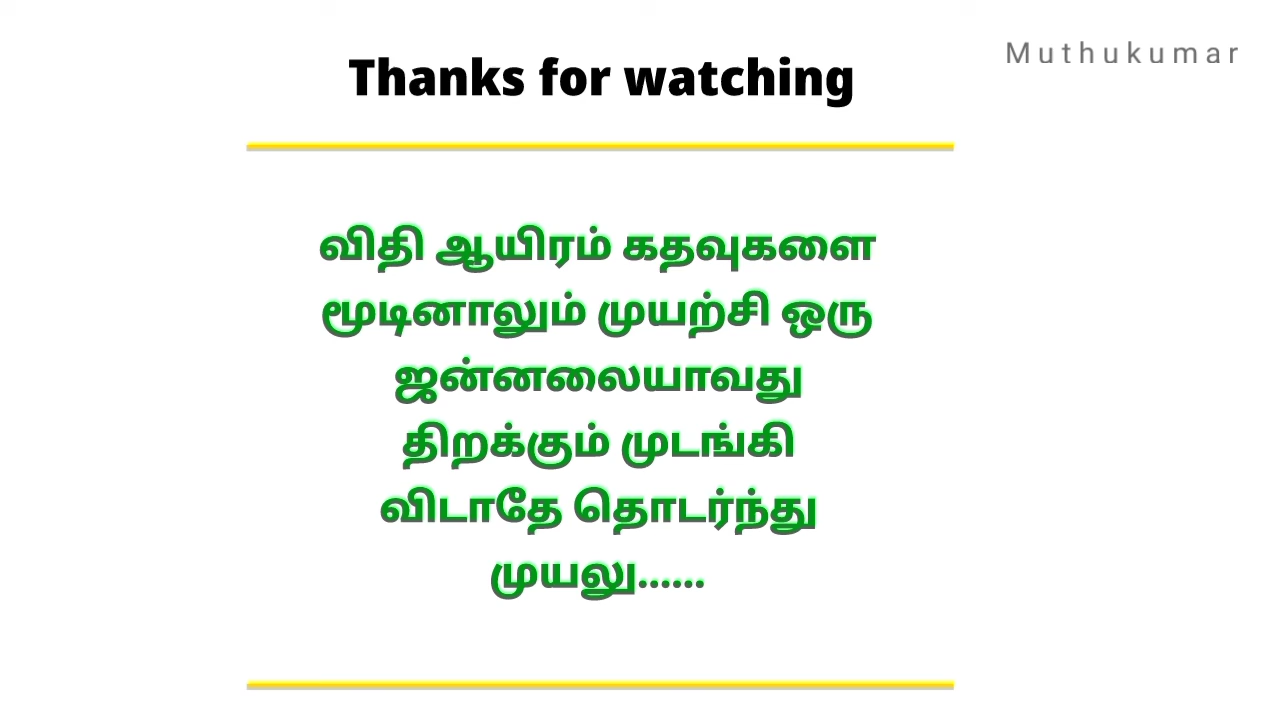 Muthukumar
Thanks for watching
விதி ஆயிரம் கதவுகளை
மூடினாலும் முயற்சி ஒரு
ஜன்னலையாவது
திறக்கும் முடங்கி
விடாதே தொடர்ந்து
முயலு......